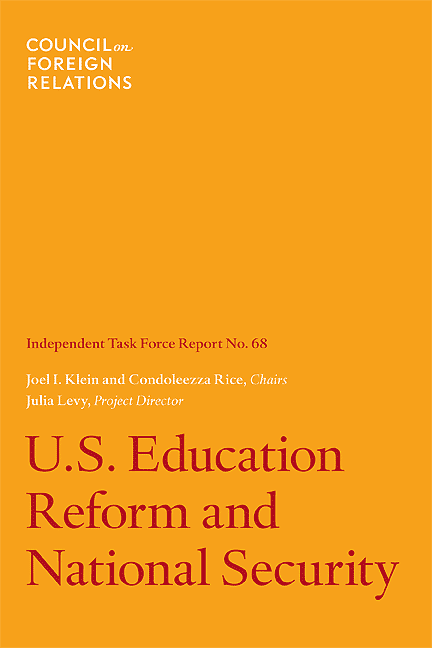 COUNCIL on
FOREIGN
RELATIONS
Independent Task Force Report No. 68
Joel I. Klein and Condoleezza Rice, Chairs
Julia Levy, Project Director
U.S. Education
Reform and
National Security